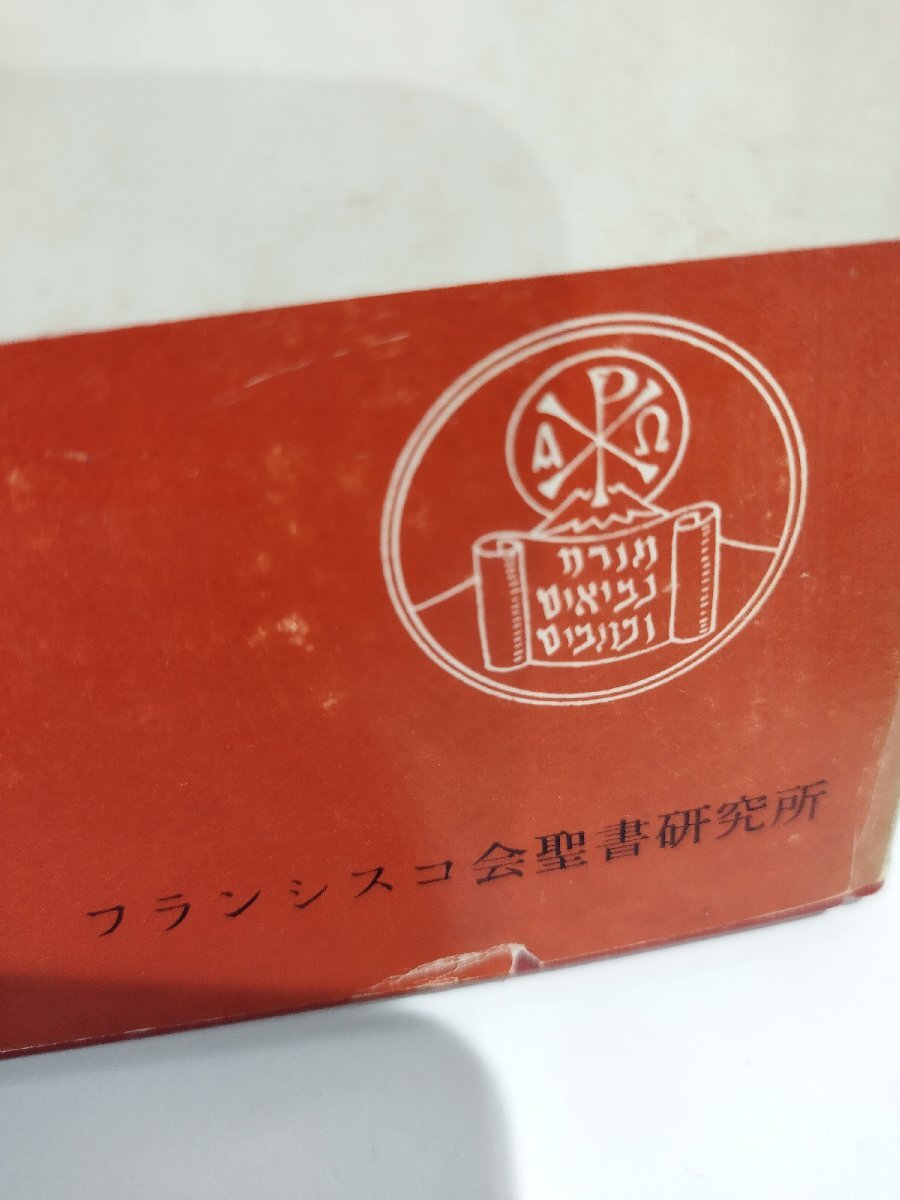 Α Ρ Ω
תורה
נביאים
וכתובים
フランシスコ会聖書研究所